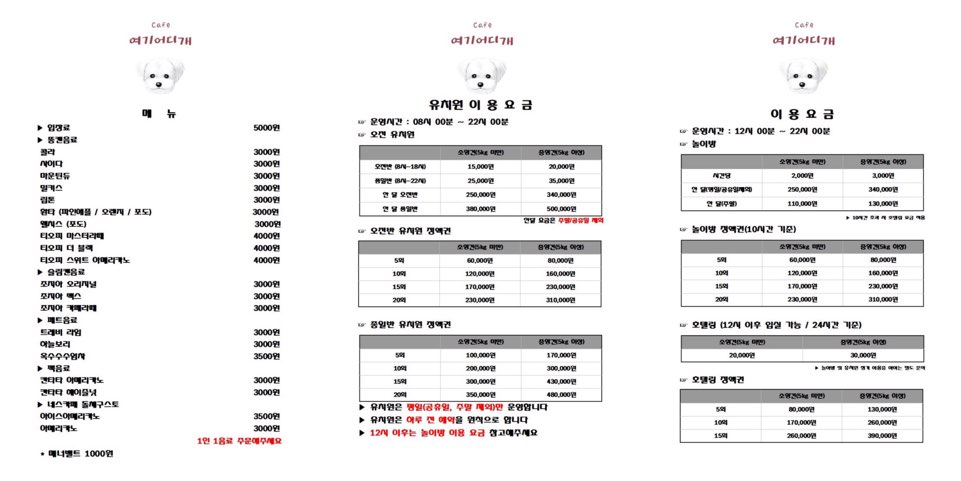 Cafe
여기어디개
메 뉴
▶ 입장료 5000원
▶ 뚱캔음료
콜라 3000원
사이다 3000원
마운틴듀 3000원
밀키스 3000원
립톤 3000원
환타 (파인애플 / 오렌지 / 포도) 3000원
웰치스 (포도) 3000원
티오피 마스터라떼 4000원
티오피 더 블랙 4000원
티오피 스위트 아메리카노 4000원
▶ 슬림캔음료
조지아 오리지널 3000원
조지아 맥스 3000원
조지아 카페라떼 3000원
▶ 페트음료
트레비 라임 3000원
하늘보리 3000원
옥수수수염차 3500원
▶ 팩음료
칸타타 아메리카노 3000원
칸타타 헤이즐넛 3000원
▶ 네스카페 돌체구스토
아이스아메리카노 3500원
아메리카노 3000원
1인 1음료 주문해주세요
★ 매너벨트 1000원
Cafe
여기어디개
유치원 이 용 요 금
☞ 운영시간 : 08시 00분 ~ 22시 00분
☞ 오전 유치원
소형견(5kg 미만) 중형견(5kg 이상)
오전반 (8시~18시) 15,000원 20,000원
종일반 (8시~22시) 25,000원 35,000원
한 달 오전반 250,000원 340,000원
한 달 종일반 380,000원 500,000원
한달 요금은 주말/공휴일 제외
☞ 오전반 유치원 정액권
소형견(5kg 미만) 중형견(5kg 이상)
5회 60,000원 80,000원
10회 120,000원 160,000원
15회 170,000원 230,000원
20회 230,000원 310,000원
☞ 종일반 유치원 정액권
소형견(5kg 미만) 중형견(5kg 이상)
5회 100,000원 170,000원
10회 200,000원 300,000원
15회 300,000원 430,000원
20회 350,000원 480,000원
▶ 유치원은 평일(공휴일, 주말 제외)만 운영합니다
▶ 유치원은 하루 전 예약을 원칙으로 합니다
▶ 12시 이후는 놀이방 이용 요금 참고해주세요
Cafe
여기어디개
이 용 요 금
☞ 운영시간 : 12시 00분 ~ 22시 00분
☞ 놀이방
소형견(5kg 미만) 중형견(5kg 이상)
시간당 2,000원 3,000원
한 달(평일/공휴일제외) 250,000원 340,000원
한 달(주말) 110,000원 130,000원
▶ 10시간 초과 시 호텔링 요금 적용
☞ 놀이방 정액권(10시간 기준)
소형견(5kg 미만) 중형견(5kg 이상)
5회 60,000원 80,000원
10회 120,000원 160,000원
15회 170,000원 230,000원
20회 230,000원 310,000원
☞ 호텔링 (12시 이후 입실 가능 / 24시간 기준)
소형견(5kg 미만) 중형견(5kg 이상)
20,000원 30,000원
▶ 놀이방 및 유치원 연계 이용을 원하는 별도 문의
☞ 호텔링 정액권
소형견(5kg 미만) 중형견(5kg 이상)
5회 80,000원 130,000원
10회 170,000원 260,000원
15회 260,000원 390,000원